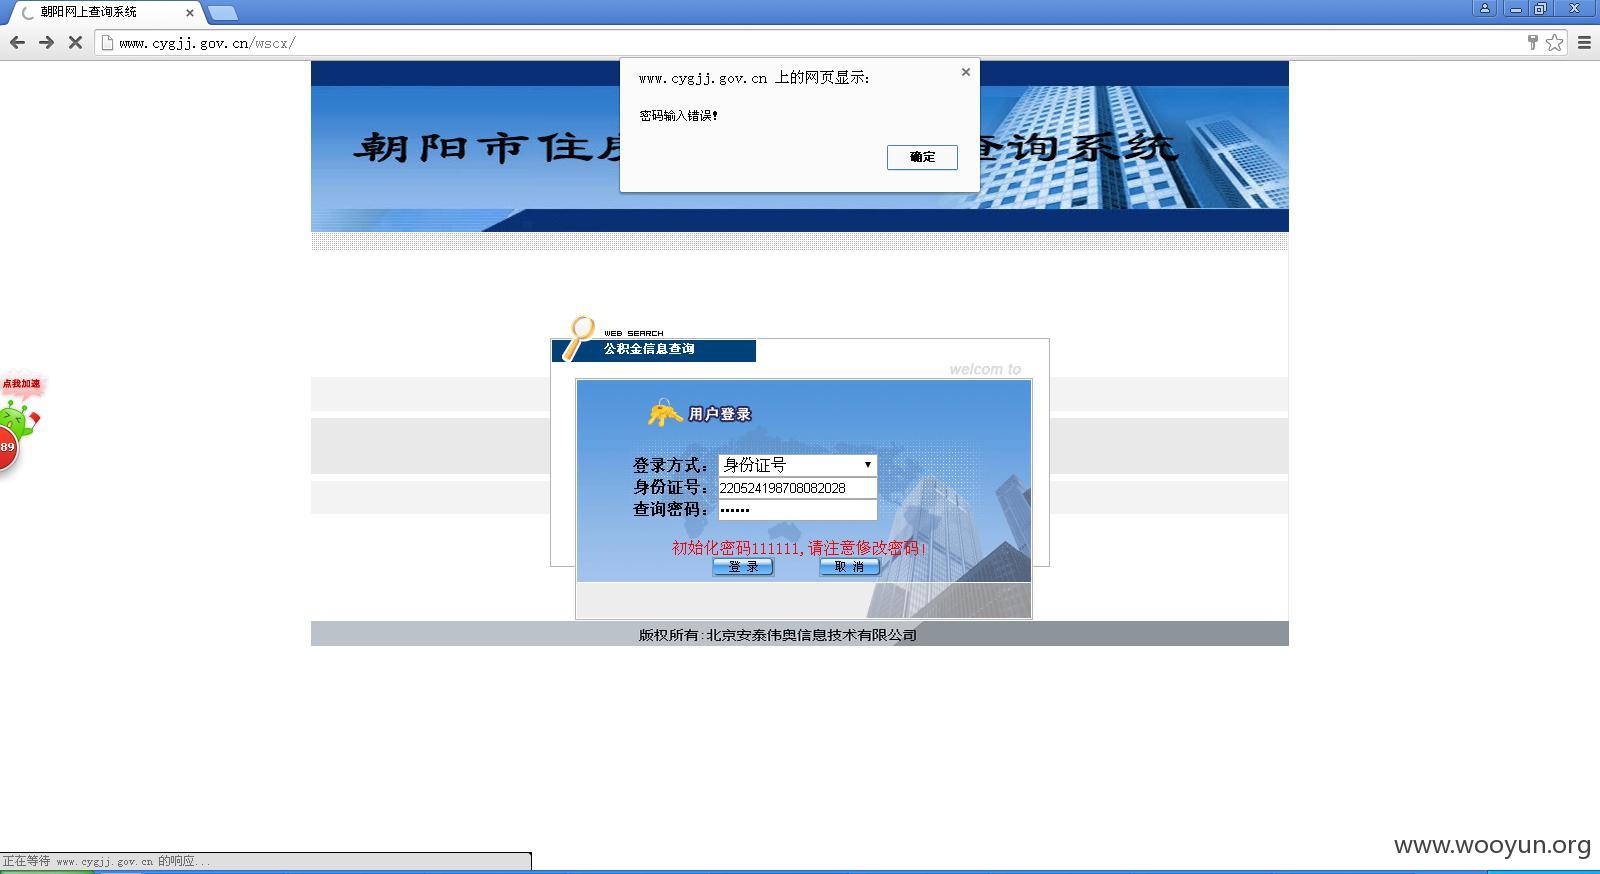 朝阳网上查询系统
www.cygjj.gov.cn/wscx/
www.cygjj.gov.cn 上的网页显示:
密码输入错误!
确定
朝阳市住
查询系统
WEB SEARCH
公积金信息查询
welcom to
点我加速
89
用户登录
登录方式: 身份证号
身份证号: 220524198708082028
查询密码: ••••••
初始化密码111111,请注意修改密码!
登 录 取 消
版权所有:北京安泰伟奥信息技术有限公司
www.wooyun.org
正在等待 www.cygjj.gov.cn 的响应...